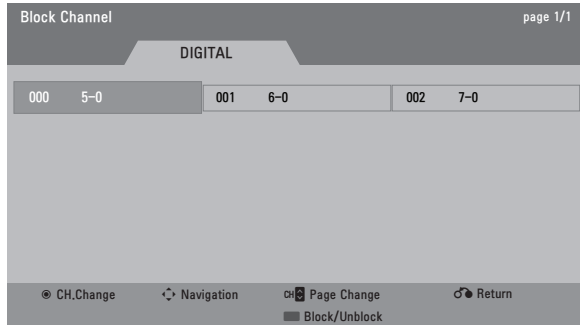 Block Channel page 1/1
DIGITAL
000 5-0 001 6-0 002 7-0
CH.Change Navigation CH Page Change Return
Block/Unblock